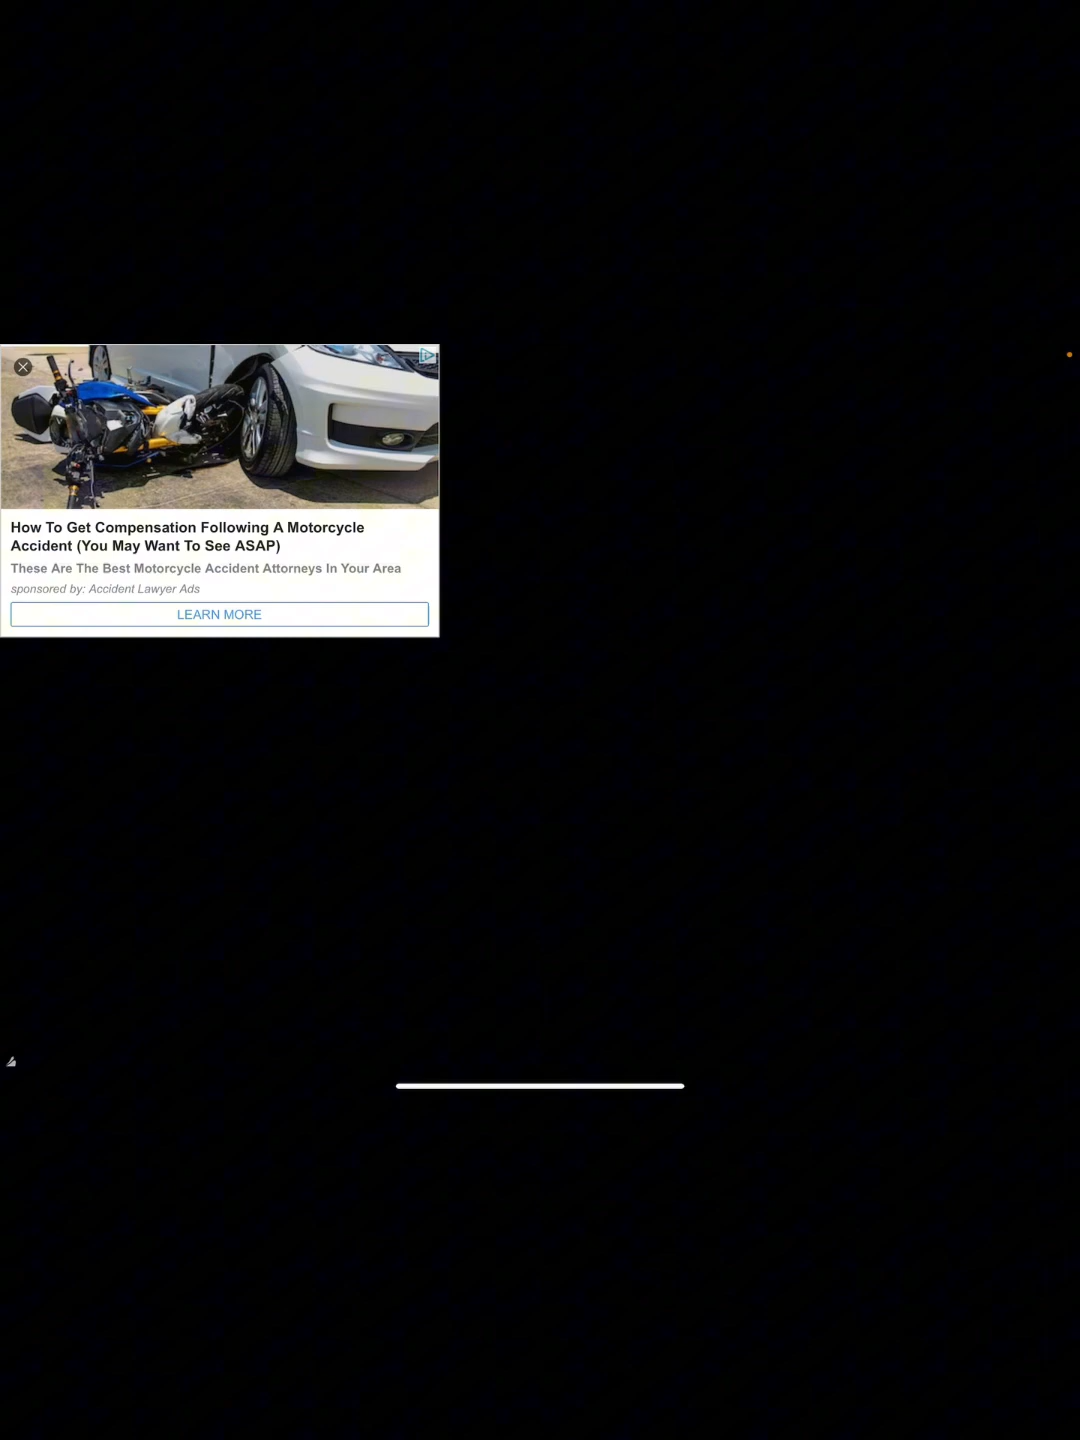 How To Get Compensation Following A Motorcycle
Accident (You May Want To See ASAP)
These Are The Best Motorcycle Accident Attorneys In Your Area
sponsored by: Accident Lawyer Ads
LEARN MORE